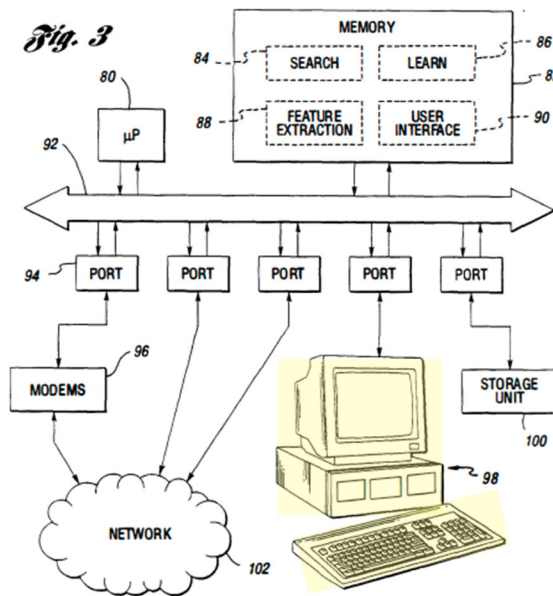 Fig. 3
MEMORY
84
SEARCH
LEARN
86
80
μP
88
FEATURE
EXTRACTION
USER
INTERFACE
90
92
94
PORT
PORT
PORT
PORT
PORT
96
MODEMS
STORAGE
UNIT
100
98
NETWORK
102